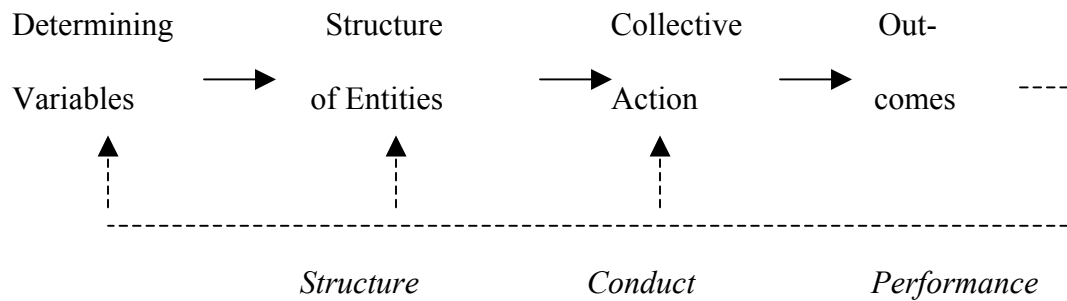 Determining Structure Collective Out-
Variables of Entities Action comes
Structure Conduct Performance